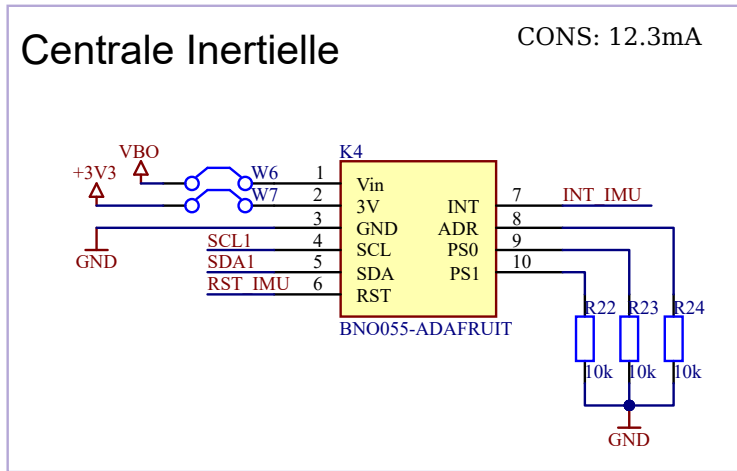 Centrale Inertielle
CONS: 12.3mA
K4
VBO
W6
1
Vin
+3V3
W7
2
3V
7
INT
INT_IMU
3
GND
8
ADR
SCL1
4
SCL
9
PS0
GND
SDA1
5
SDA
10
PS1
RST_IMU
6
RST
BNO055-ADAFRUIT
R22
R23
R24
10k
10k
10k
GND